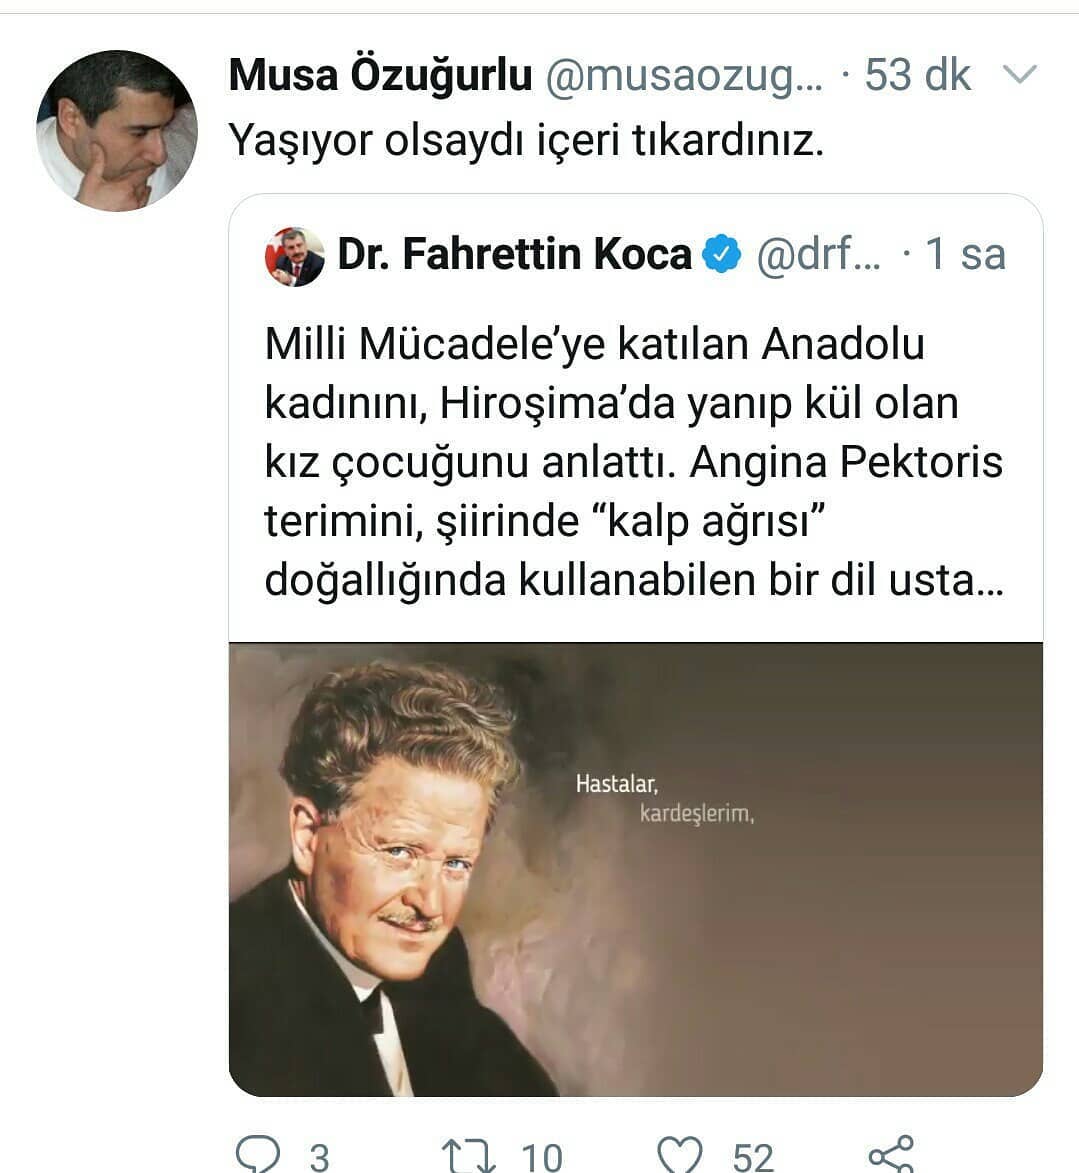 Musa Özuğurlu @musaozug... · 53 dk
Yaşıyor olsaydı içeri tıkardınız.
Dr. Fahrettin Koca @drf... · 1 sa
Milli Mücadele’ye katılan Anadolu
kadınını, Hiroşima’da yanıp kül olan
kız çocuğunu anlattı. Angina Pektoris
terimini, şiirinde “kalp ağrısı”
doğallığında kullanabilen bir dil usta...
Hastalar,
kardeşlerim,
3 10 52